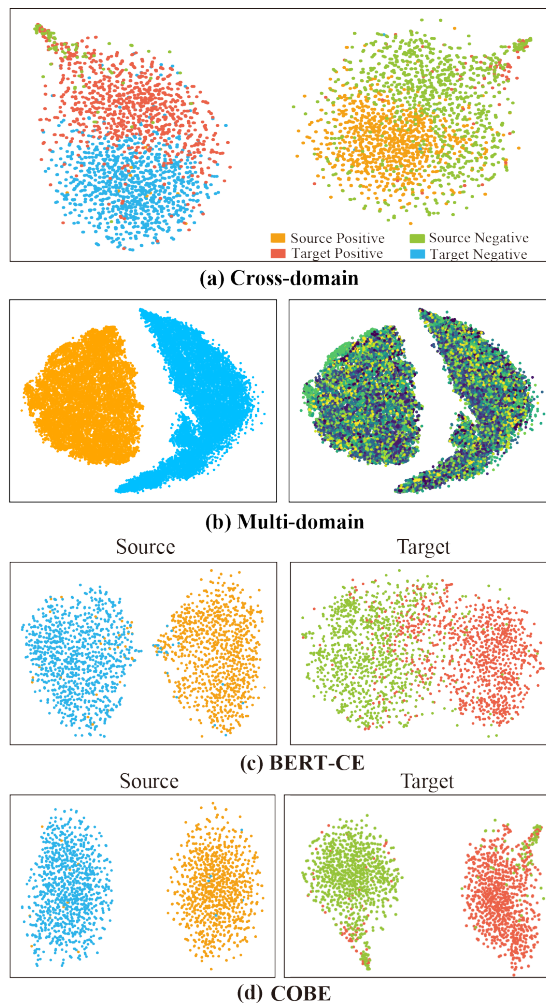 Source Positive
Source Negative
Target Positive
Target Negative
(a) Cross-domain
(b) Multi-domain
Source
Target
(c) BERT-CE
Source
Target
(d) COBE